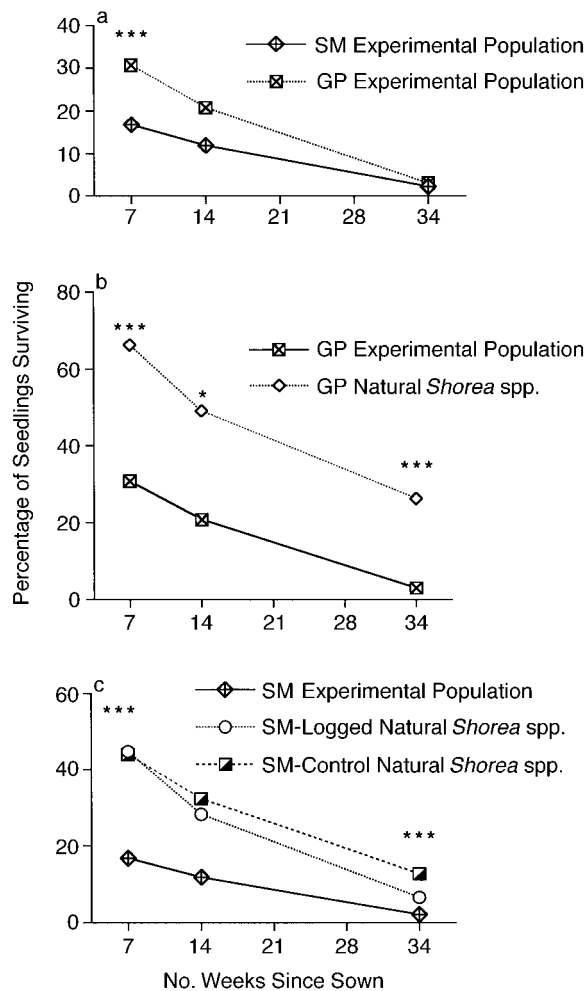 a
***
SM Experimental Population
GP Experimental Population
40
30
20
10
0
7 14 21 28 34
b
***
*
***
GP Experimental Population
GP Natural Shorea spp.
80
60
40
20
0
7 14 21 28 34
Percentage of Seedlings Surviving
c
***
***
SM Experimental Population
SM-Logged Natural Shorea spp.
SM-Control Natural Shorea spp.
60
40
20
0
7 14 21 28 34
No. Weeks Since Sown